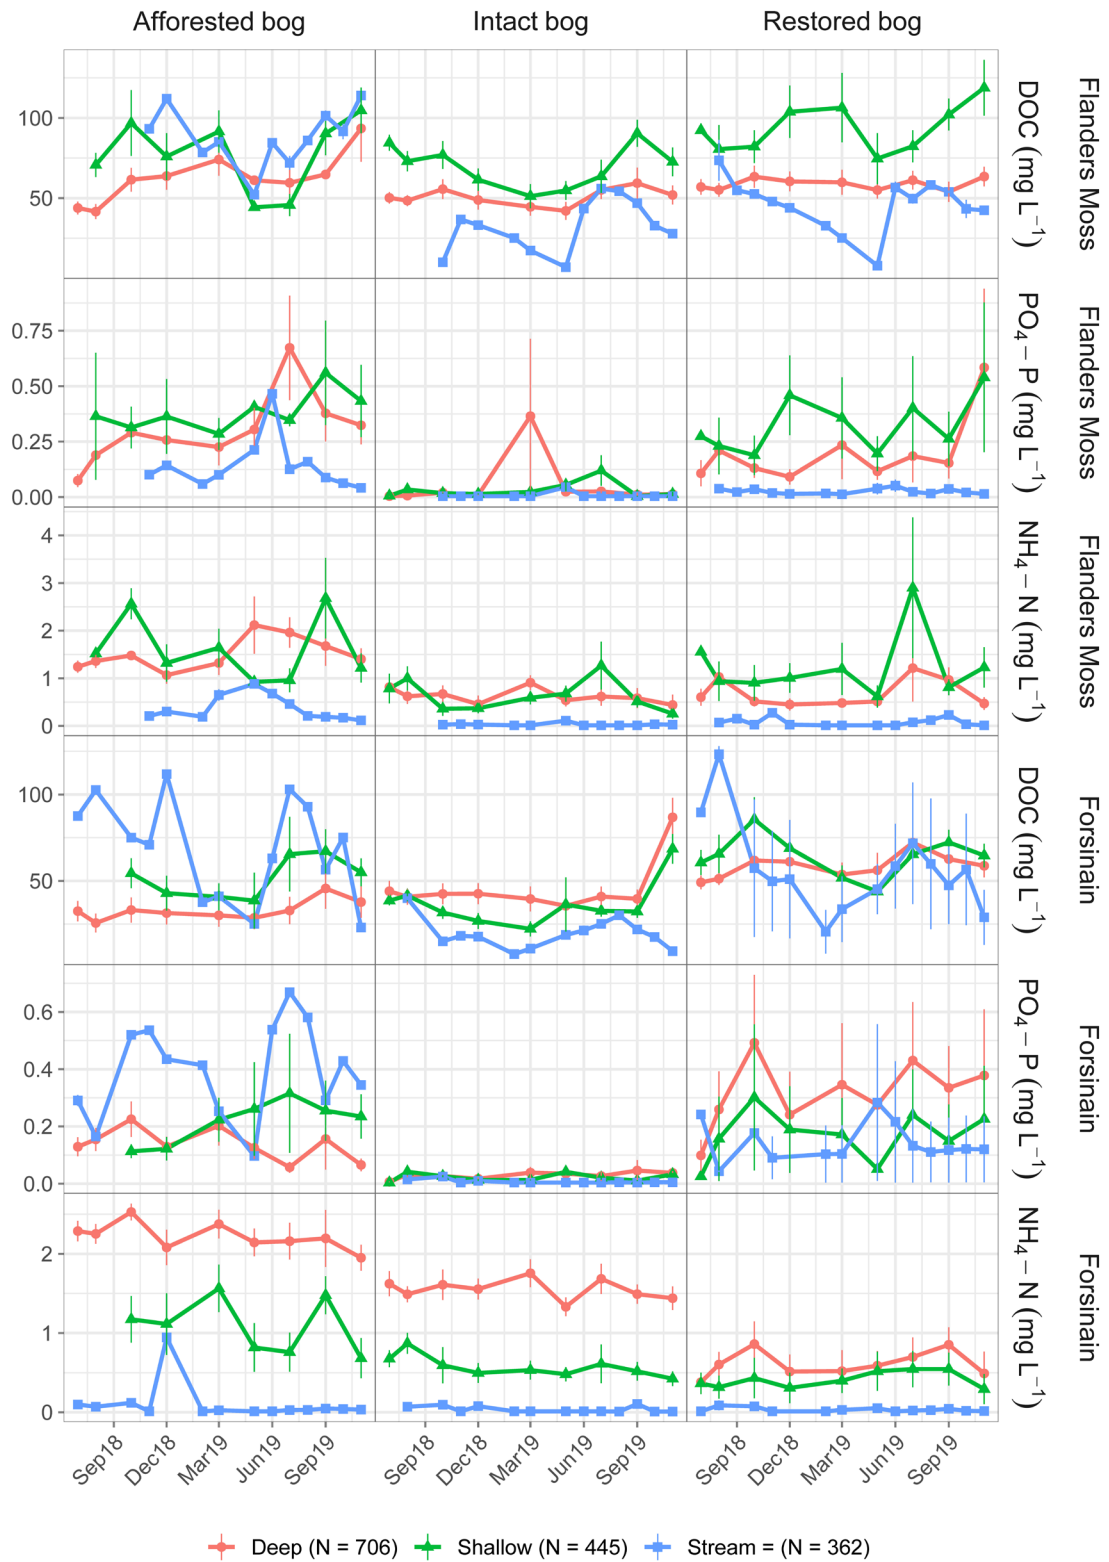 Afforested bog Intact bog Restored bog
100
50
DOC (mg L⁻¹)
Flanders Moss
0.75
0.50
0.25
0.00
PO₄ − P (mg L⁻¹)
Flanders Moss
4
3
2
1
0
NH₄ − N (mg L⁻¹)
Flanders Moss
100
50
DOC (mg L⁻¹)
Forsinain
0.6
0.4
0.2
0.0
PO₄ − P (mg L⁻¹)
Forsinain
2
1
0
NH₄ − N (mg L⁻¹)
Forsinain
Sep18 Dec18 Mar19 Jun19 Sep19 Sep18 Dec18 Mar19 Jun19 Sep19 Sep18 Dec18 Mar19 Jun19 Sep19
Deep (N = 706) Shallow (N = 445) Stream = (N = 362)